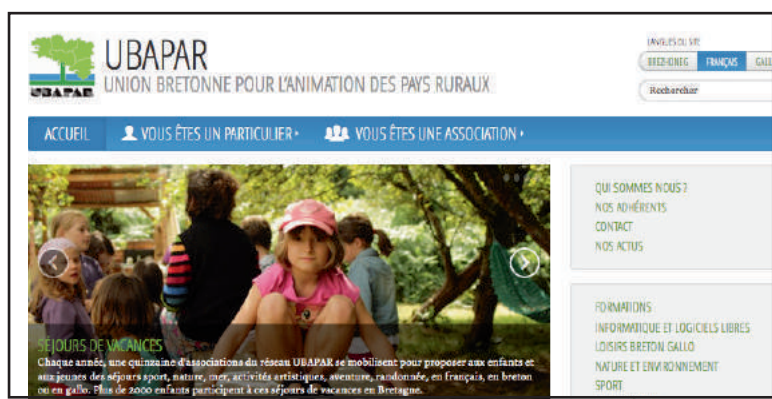 UBAPAR
UBAPAR
UNION BRETONNE POUR L'ANIMATION DES PAYS RURAUX
LANGUES DU SITE
BREZHONEG FRANÇAIS GALL
Rechercher
ACCUEIL VOUS ÊTES UN PARTICULIER VOUS ÊTES UNE ASSOCIATION
SÉJOURS DE VACANCES
Chaque année, une quinzaine d'associations du réseau UBAPAR se mobilisent pour proposer aux enfants et
aux jeunes des séjours sport, nature, mer, activités artistiques, aventure, randonnée, en français, en breton
ou en gallo. Plus de 2000 enfants participent à ces séjours de vacances en Bretagne.
QUI SOMMES NOUS ?
NOS ADHÉRENTS
CONTACT
NOS ACTUS
FORMATIONS
INFORMATIQUE ET LOGICIELS LIBRES
LOISIRS BRETON GALLO
NATURE ET ENVIRONNEMENT
SPORT